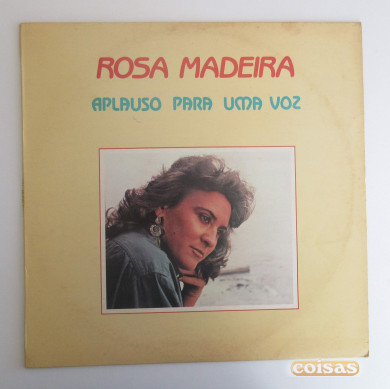 ROSA MADEIRA
APLAUSO PARA UMA VOZ
coisas